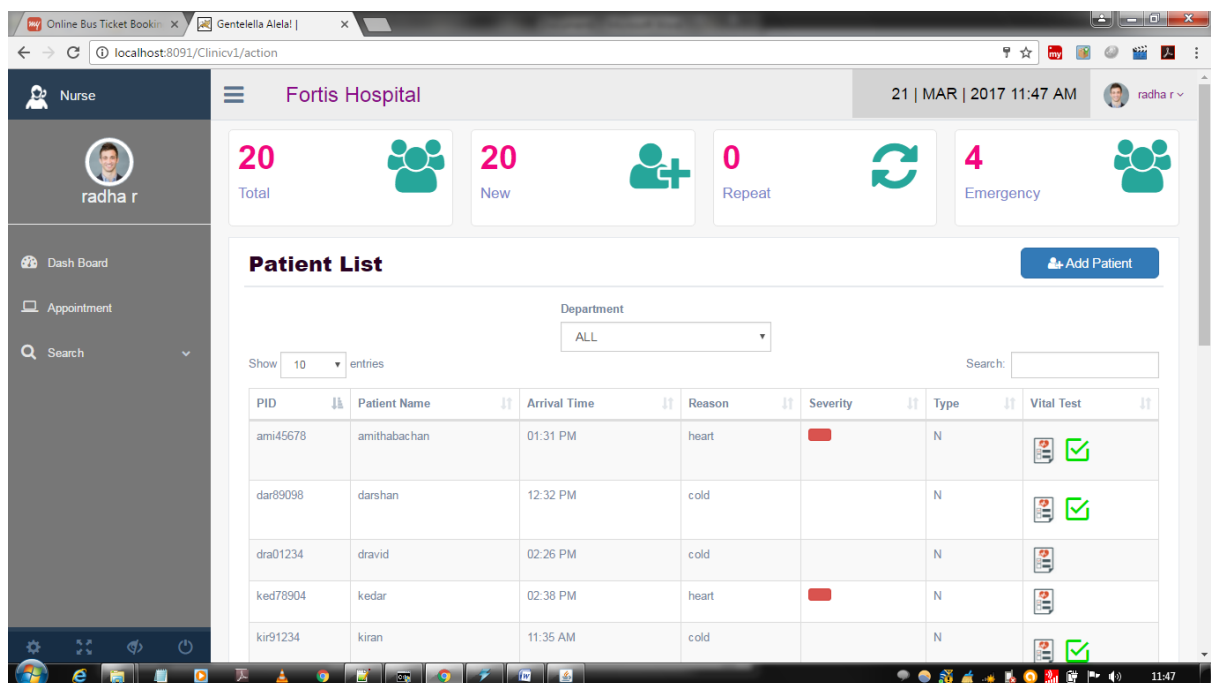 Online Bus Ticket Bookin
Gentelella Alela! |
localhost:8091/Clinicv1/action
Nurse
Fortis Hospital
21 | MAR | 2017 11:47 AM
radha r
radha r
20
Total
20
New
0
Repeat
4
Emergency
Dash Board
Appointment
Search
Patient List
Add Patient
Department
ALL
Show 10 entries
Search:
PID Patient Name Arrival Time Reason Severity Type Vital Test
ami45678 amithabachan 01:31 PM heart N
dar89098 darshan 12:32 PM cold N
dra01234 dravid 02:26 PM cold N
ked78904 kedar 02:38 PM heart N
kir91234 kiran 11:35 AM cold N
11:47